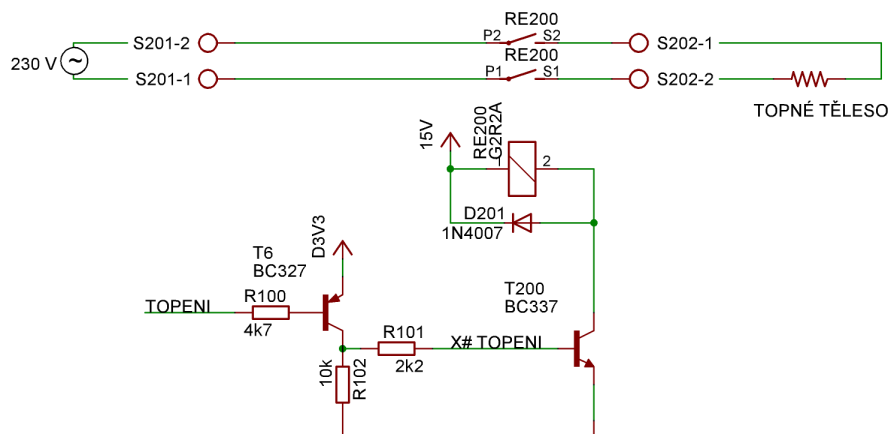 RE200
S201-2
P2
S2
S202-1
230 V
~
RE200
S201-1
P1
S1
S202-2
TOPNÉ TĚLESO
15V
RE200
G2R2A
2
D201
1N4007
D3V3
T6
BC327
TOPENI
R100
4k7
T200
BC337
R101
2k2
X# TOPENI
10k
R102